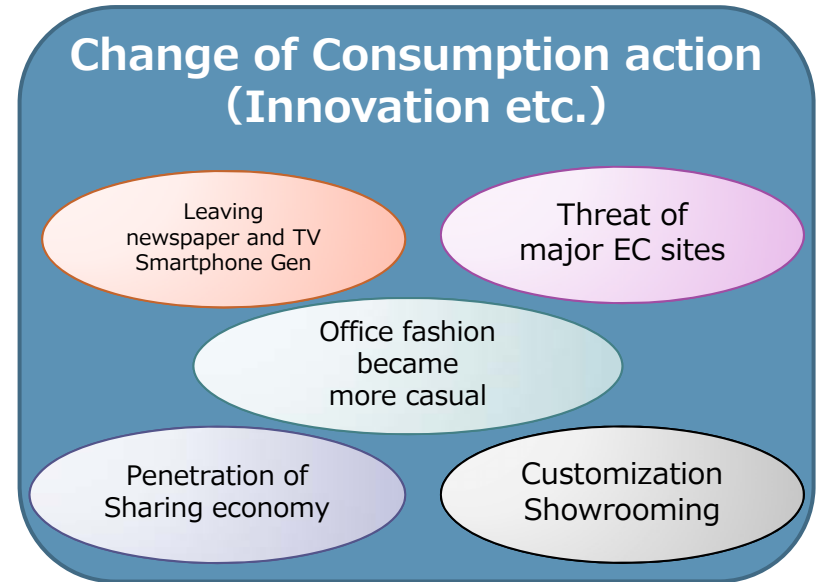 Change of Consumption action
（Innovation etc.）
Leaving
newspaper and TV
Smartphone Gen
Threat of
major EC sites
Office fashion
became
more casual
Penetration of
Sharing economy
Customization
Showrooming